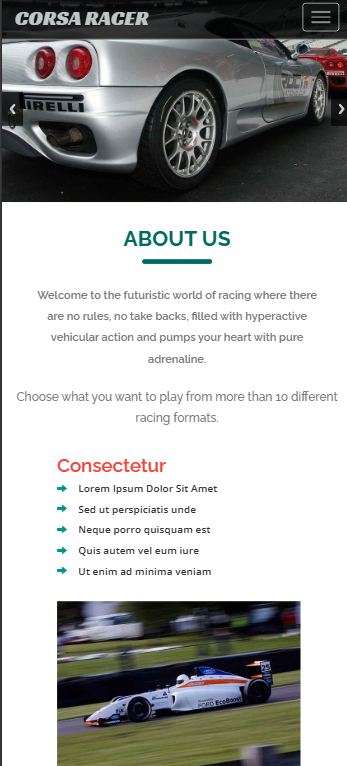 CORSA RACER
PIRELLI
ABOUT US
Welcome to the futuristic world of racing where there
are no rules, no take backs, filled with hyperactive
vehicular action and pumps your heart with pure
adrenaline.
Choose what you want to play from more than 10 different
racing formats.
Consectetur
Lorem Ipsum Dolor Sit Amet
Sed ut perspiciatis unde
Neque porro quisquam est
Quis autem vel eum iure
Ut enim ad minima veniam
FORD EcoBoost